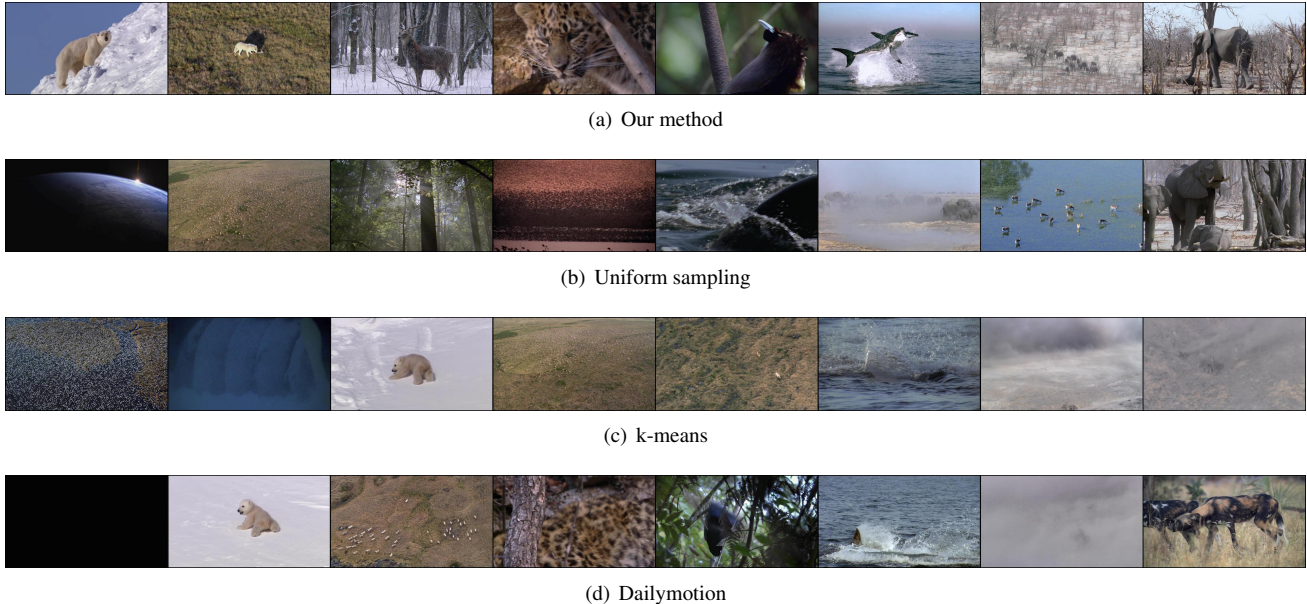 (a) Our method
(b) Uniform sampling
(c) k-means
(d) Dailymotion